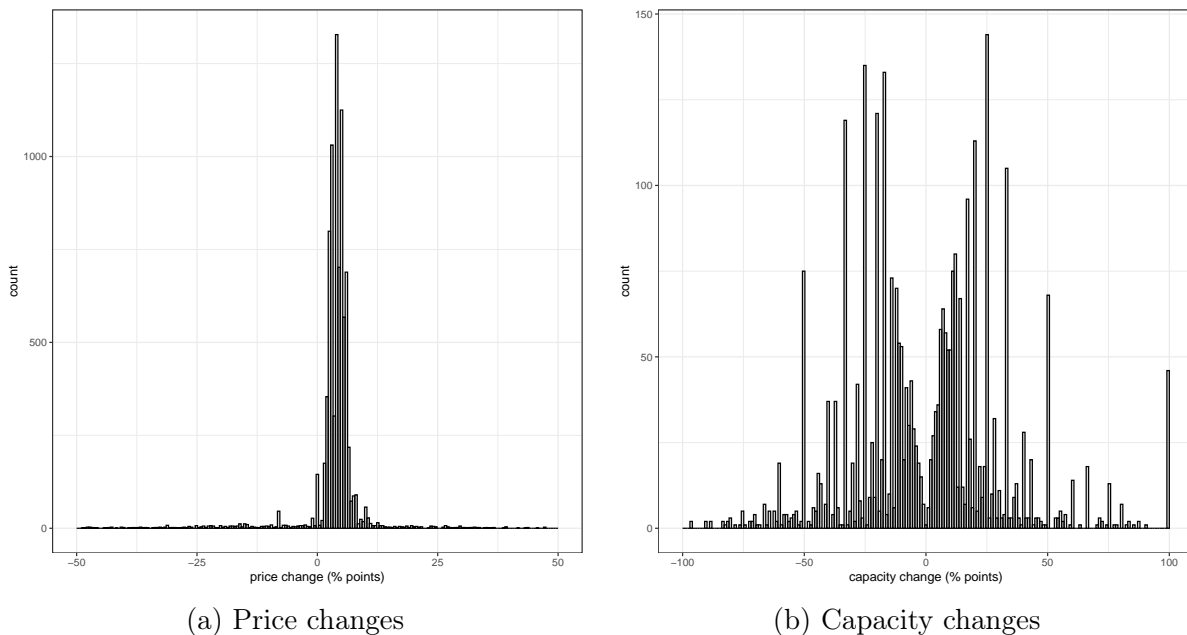 1000
500
0
count
−50
−25
0
25
50
price change (% points)
(a) Price changes
150
100
50
0
count
−100
−50
0
50
100
capacity change (% points)
(b) Capacity changes